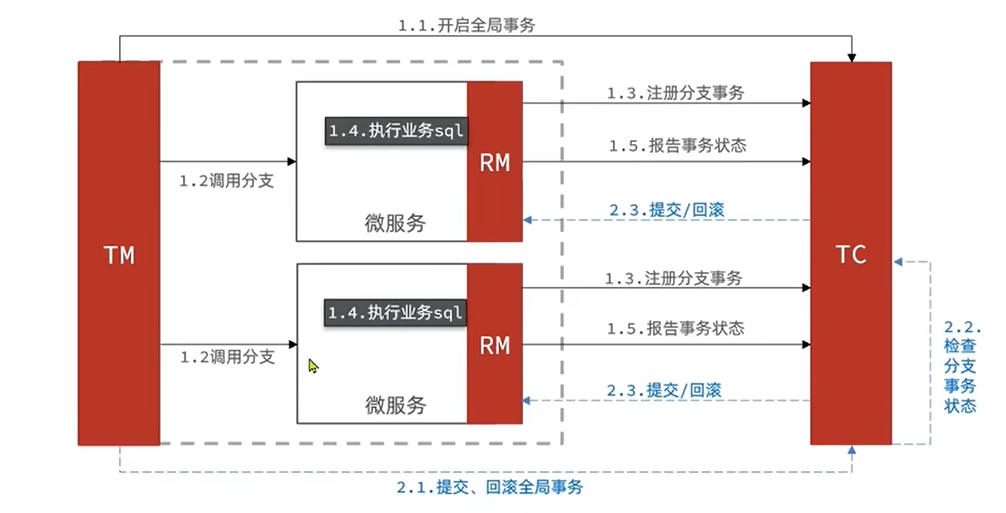 1.1.开启全局事务
1.3.注册分支事务
1.4.执行业务sql
1.5.报告事务状态
RM
1.2调用分支
2.3.提交/回滚
微服务
TM
TC
1.3.注册分支事务
1.4.执行业务sql
1.5.报告事务状态
RM
1.2调用分支
2.3.提交/回滚
微服务
2.2.
检查
分支
事务
状态
2.1.提交、回滚全局事务